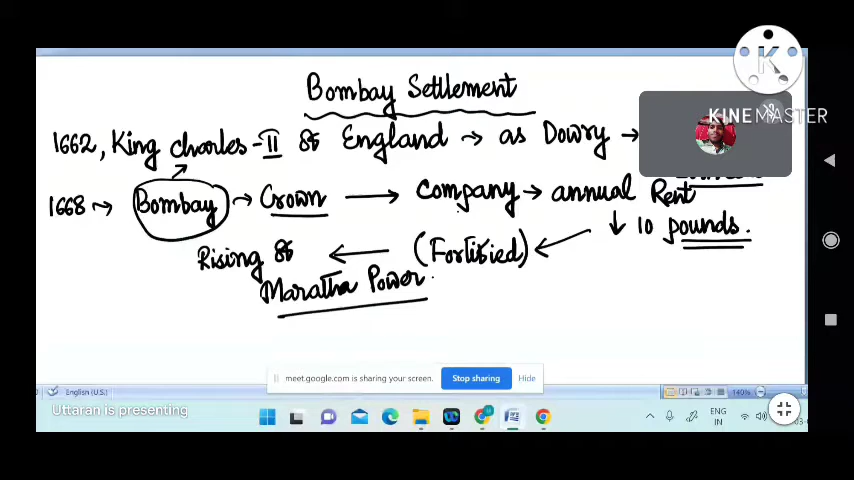 Bombay Settlement
KINEMASTER
1662, King Charles-II of England → as Dowry →
1668 → Bombay → Crown → Company → annual Rent
↓ 10 pounds.
Rising of ← (Fortified)
Maratha Power
meet.google.com is sharing your screen. Stop sharing Hide
English (U.S.) 140%
Uttaran is presenting
ENG
IN